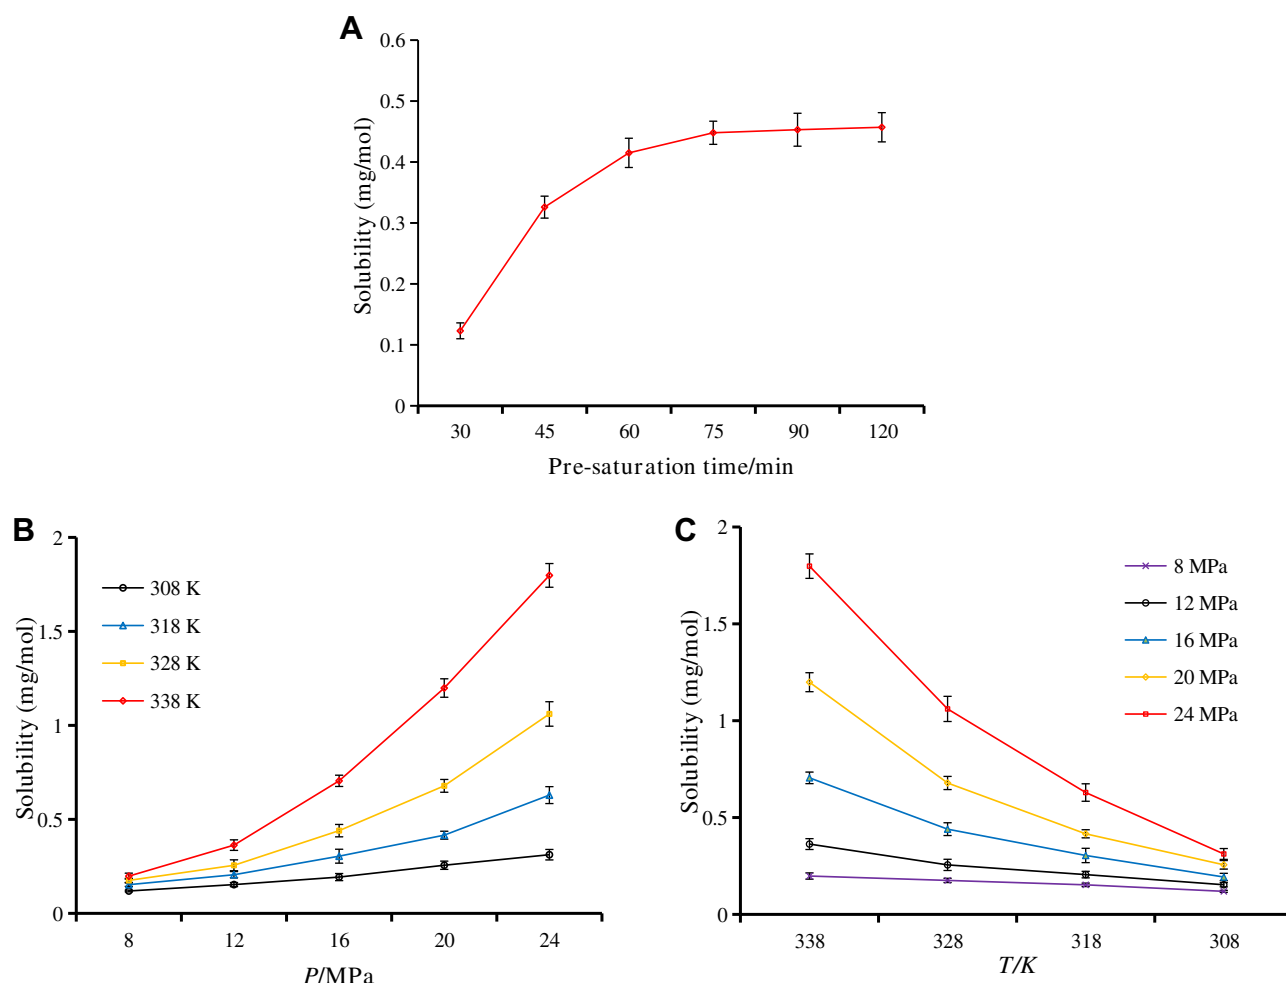 A
0.6
0.5
0.4
0.3
0.2
0.1
0
Solubility (mg/mol)
30 45 60 75 90 120
Pre-saturation time/min
B
2
1.5
1
0.5
0
Solubility (mg/mol)
308 K
318 K
328 K
338 K
8 12 16 20 24
P/MPa
C
2
1.5
1
0.5
0
Solubility (mg/mol)
8 MPa
12 MPa
16 MPa
20 MPa
24 MPa
338 328 318 308
T/K